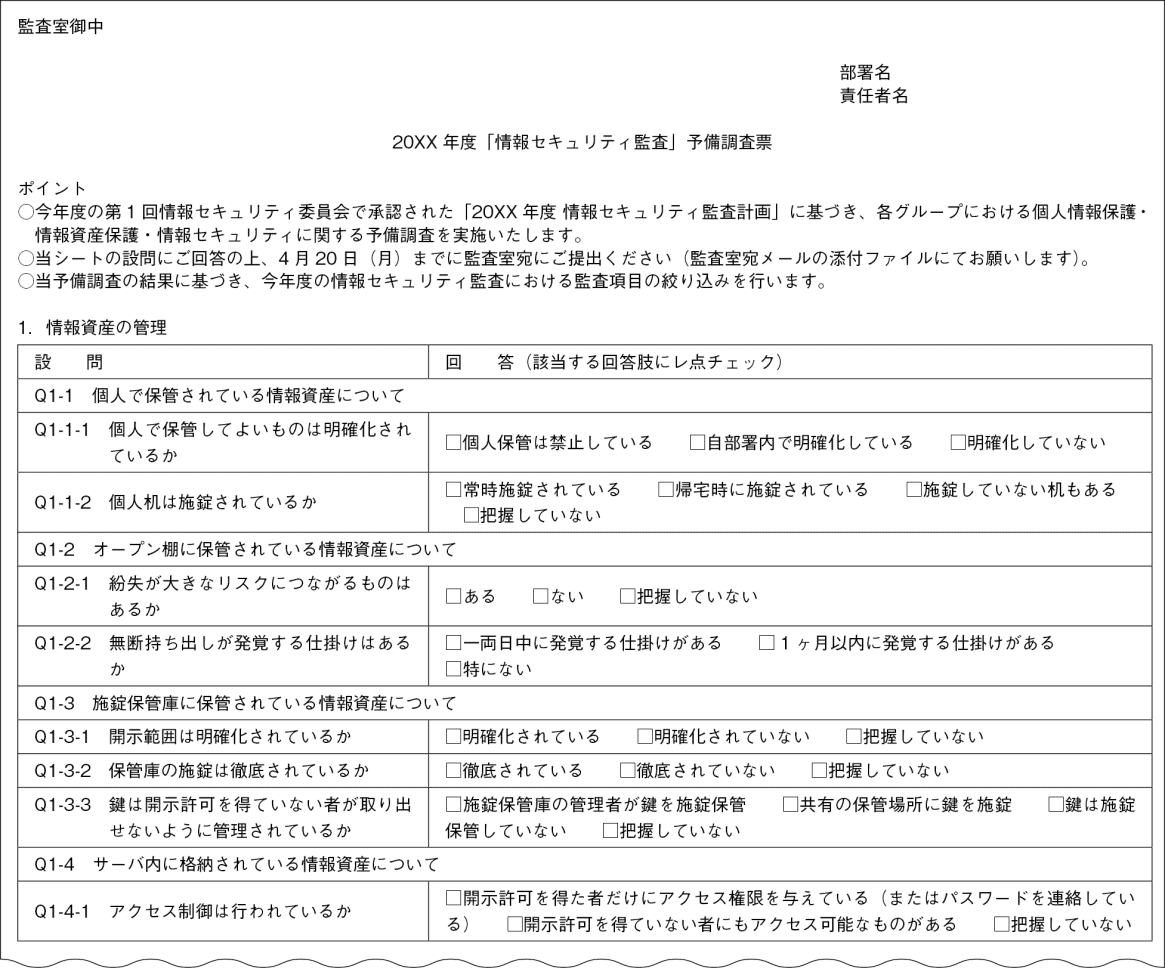 監査室御中
部署名
責任者名
20XX 年度「情報セキュリティ監査」予備調査票
ポイント
○今年度の第 1 回情報セキュリティ委員会で承認された「20XX 年度 情報セキュリティ監査計画」に基づき、各グループにおける個人情報保護・
情報資産保護・情報セキュリティに関する予備調査を実施いたします。
○当シートの設問にご回答の上、4 月 20 日（月）までに監査室宛にご提出ください（監査室宛メールの添付ファイルにてお願いします）。
○当予備調査の結果に基づき、今年度の情報セキュリティ監査における監査項目の絞り込みを行います。
1. 情報資産の管理
設　　問
回　　答（該当する回答肢にレ点チェック）
Q1-1　個人で保管されている情報資産について
Q1-1-1　個人で保管してよいものは明確化され
ているか
□個人保管は禁止している　　□自部署内で明確化している　　□明確化していない
Q1-1-2　個人机は施錠されているか
□常時施錠されている　　□帰宅時に施錠されている　　□施錠していない机もある
□把握していない
Q1-2　オープン棚に保管されている情報資産について
Q1-2-1　紛失が大きなリスクにつながるものは
あるか
□ある　　□ない　　□把握していない
Q1-2-2　無断持ち出しが発覚する仕掛けはある
か
□一両日中に発覚する仕掛けがある　　□ 1 ヶ月以内に発覚する仕掛けがある
□特にない
Q1-3　施錠保管庫に保管されている情報資産について
Q1-3-1　開示範囲は明確化されているか
□明確化されている　　□明確化されていない　　□把握していない
Q1-3-2　保管庫の施錠は徹底されているか
□徹底されている　　□徹底されていない　　□把握していない
Q1-3-3　鍵は開示許可を得ていない者が取り出
せないように管理されているか
□施錠保管庫の管理者が鍵を施錠保管　　□共有の保管場所に鍵を施錠　　□鍵は施錠
保管していない　　□把握していない
Q1-4　サーバ内に格納されている情報資産について
Q1-4-1　アクセス制御は行われているか
□開示許可を得た者だけにアクセス権限を与えている（またはパスワードを連絡してい
る）　　□開示許可を得ていない者にもアクセス可能なものがある　　□把握していない